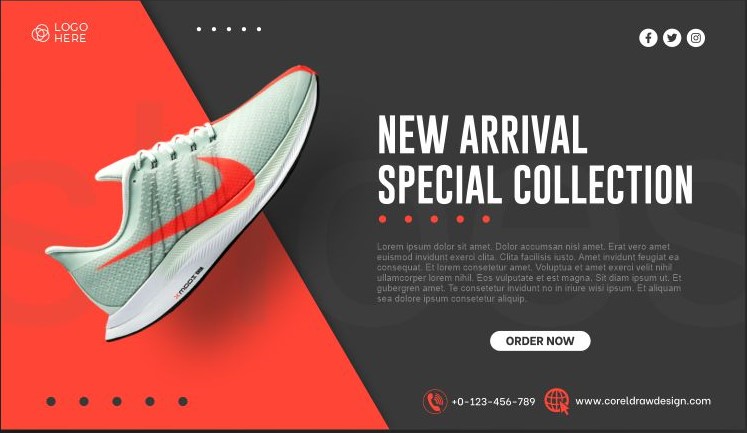 LOGO
HERE
NEW ARRIVAL
SPECIAL COLLECTION
Lorem ipsum dolor sit amet. Dolor accumsan nisl amet. Erat vero amet
euismod invidunt exerci clita. Clita facilisis iusto. Amet invidunt feugiat ea
consequat. Et lorem consetetur amet. Voluptua et amet exerci velit nihil
ullamcorper lorem nihil. Eos vulputate et est magna. Sit diam ipsum ut. Et
gubergren amet. Te consetetur invidunt no in iriure wisi ipsum. Et aliquam
sea dolore ipsum consetetur aliquip.
ORDER NOW
+0-123-456-789
www.coreldrawdesign.com